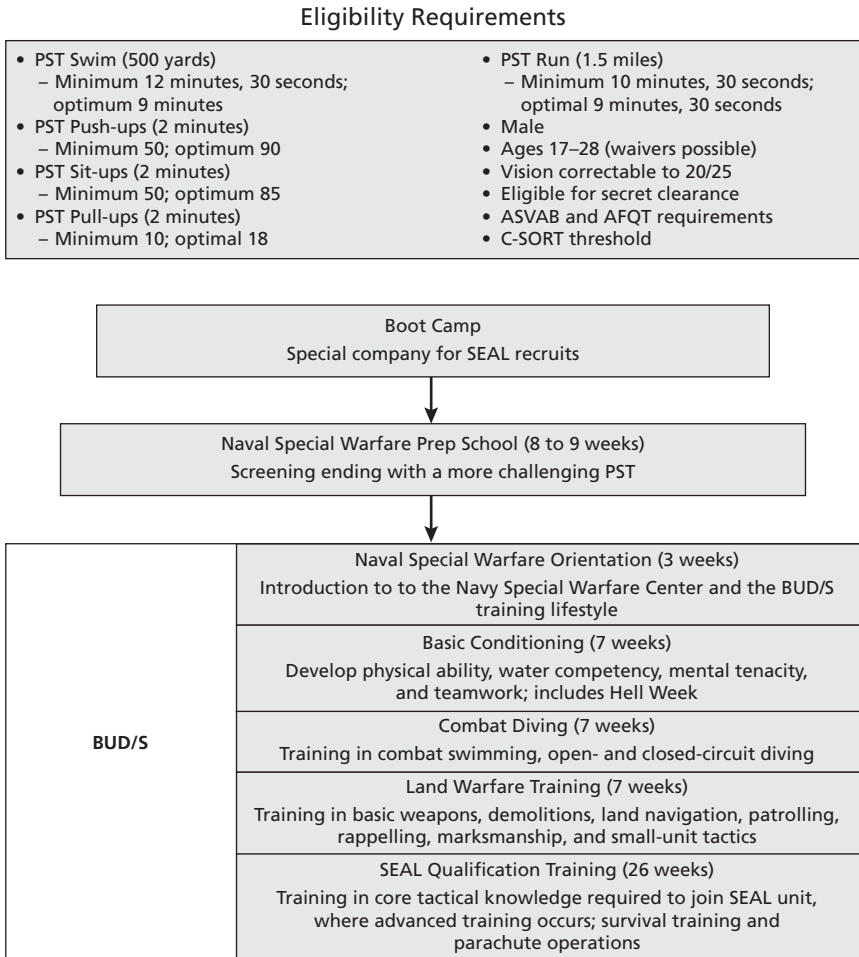 Eligibility Requirements
• PST Swim (500 yards)
– Minimum 12 minutes, 30 seconds;
optimum 9 minutes
• PST Push-ups (2 minutes)
– Minimum 50; optimum 90
• PST Sit-ups (2 minutes)
– Minimum 50; optimum 85
• PST Pull-ups (2 minutes)
– Minimum 10; optimal 18
• PST Run (1.5 miles)
– Minimum 10 minutes, 30 seconds;
optimal 9 minutes, 30 seconds
• Male
• Ages 17–28 (waivers possible)
• Vision correctable to 20/25
• Eligible for secret clearance
• ASVAB and AFQT requirements
• C-SORT threshold
Boot Camp
Special company for SEAL recruits
Naval Special Warfare Prep School (8 to 9 weeks)
Screening ending with a more challenging PST
BUD/S
Naval Special Warfare Orientation (3 weeks)
Introduction to to the Navy Special Warfare Center and the BUD/S
training lifestyle
Basic Conditioning (7 weeks)
Develop physical ability, water competency, mental tenacity,
and teamwork; includes Hell Week
Combat Diving (7 weeks)
Training in combat swimming, open- and closed-circuit diving
Land Warfare Training (7 weeks)
Training in basic weapons, demolitions, land navigation, patrolling,
rappelling, marksmanship, and small-unit tactics
SEAL Qualification Training (26 weeks)
Training in core tactical knowledge required to join SEAL unit,
where advanced training occurs; survival training and
parachute operations